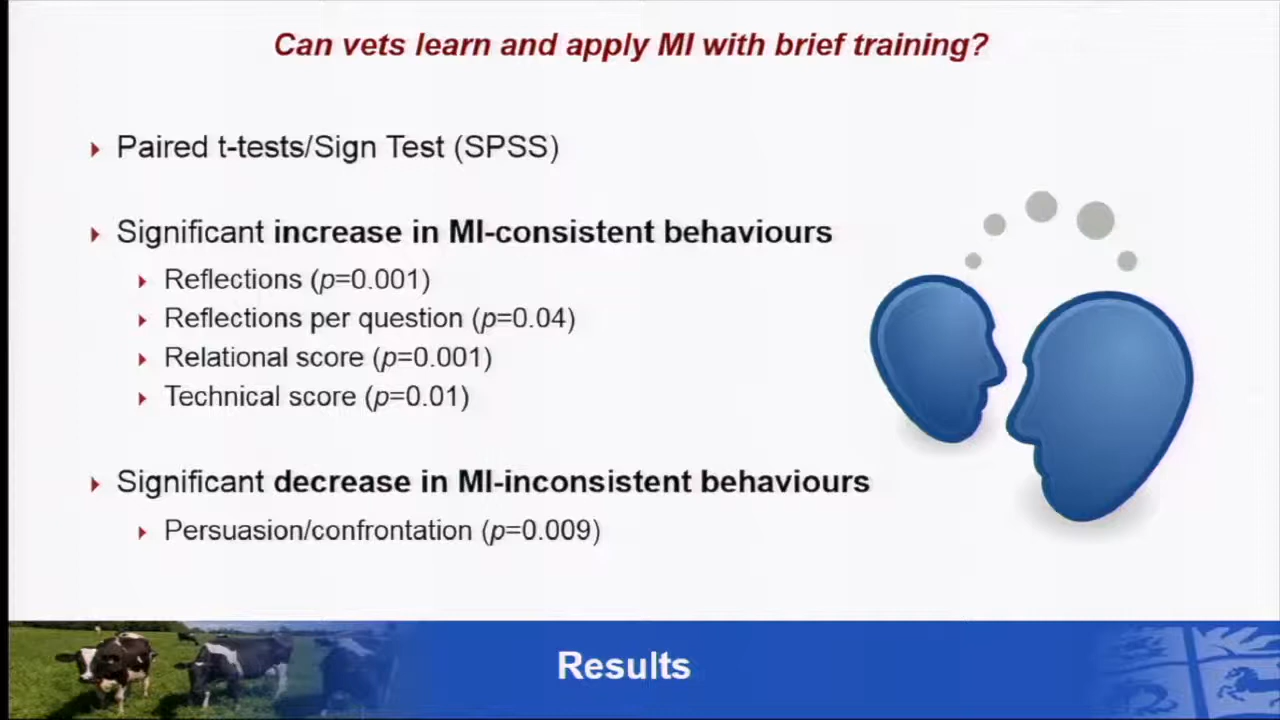 Can vets learn and apply MI with brief training?
Paired t-tests/Sign Test (SPSS)
Significant increase in MI-consistent behaviours
Reflections (p=0.001)
Reflections per question (p=0.04)
Relational score (p=0.001)
Technical score (p=0.01)
Significant decrease in MI-inconsistent behaviours
Persuasion/confrontation (p=0.009)
Results